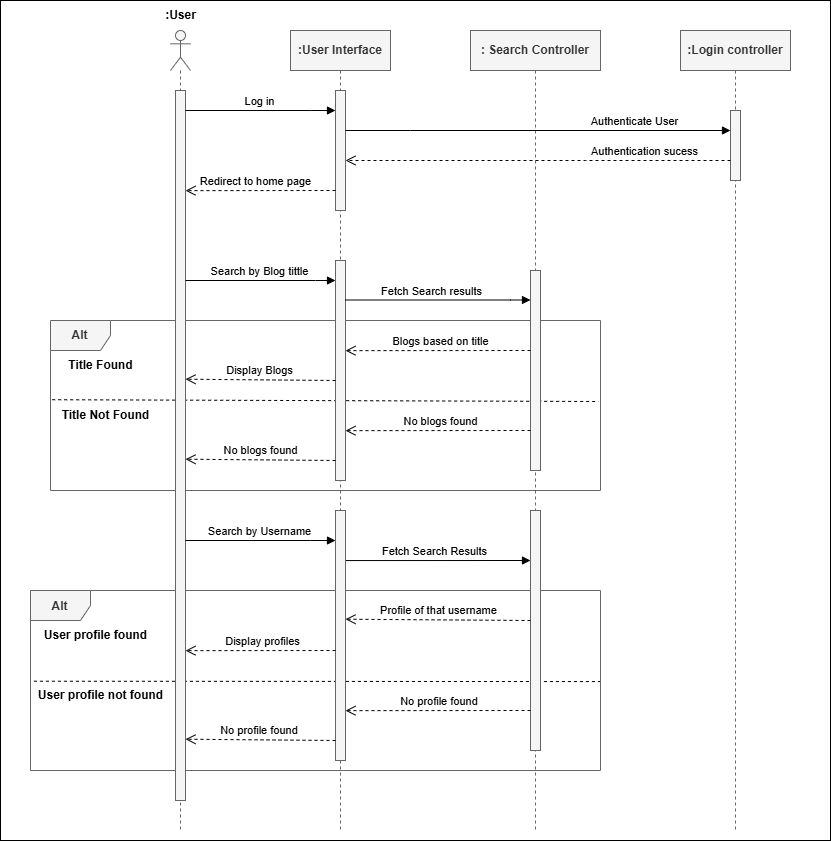 :User
:User Interface
: Search Controller
:Login controller
Log in
Authenticate User
Authentication sucess
Redirect to home page
Search by Blog tittle
Fetch Search results
Alt
Blogs based on title
Title Found
Display Blogs
Title Not Found
No blogs found
No blogs found
Search by Username
Fetch Search Results
Alt
Profile of that username
User profile found
Display profiles
User profile not found
No profile found
No profile found